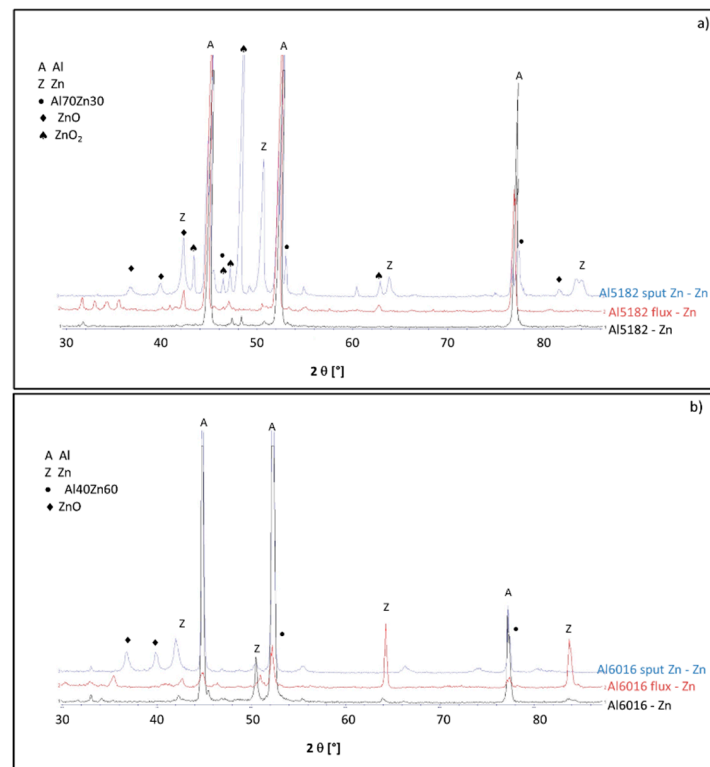 a)
A Al
Z Zn
● Al70Zn30
♦ ZnO
♠ ZnO₂
A
♠
A
Z
A
Z
♦
♦
♦
♠
●
♠
♠
●
♠
Z
●
♦
Z
Al5182 sput Zn - Zn
Al5182 flux - Zn
Al5182 - Zn
30 40 50 60 70 80
2 θ [°]
b)
A Al
Z Zn
● Al40Zn60
♦ ZnO
A
A
♦
♦
Z
Z
●
Z
A
●
Z
Al6016 sput Zn - Zn
Al6016 flux - Zn
Al6016 - Zn
30 40 50 60 70 80
2 θ [°]